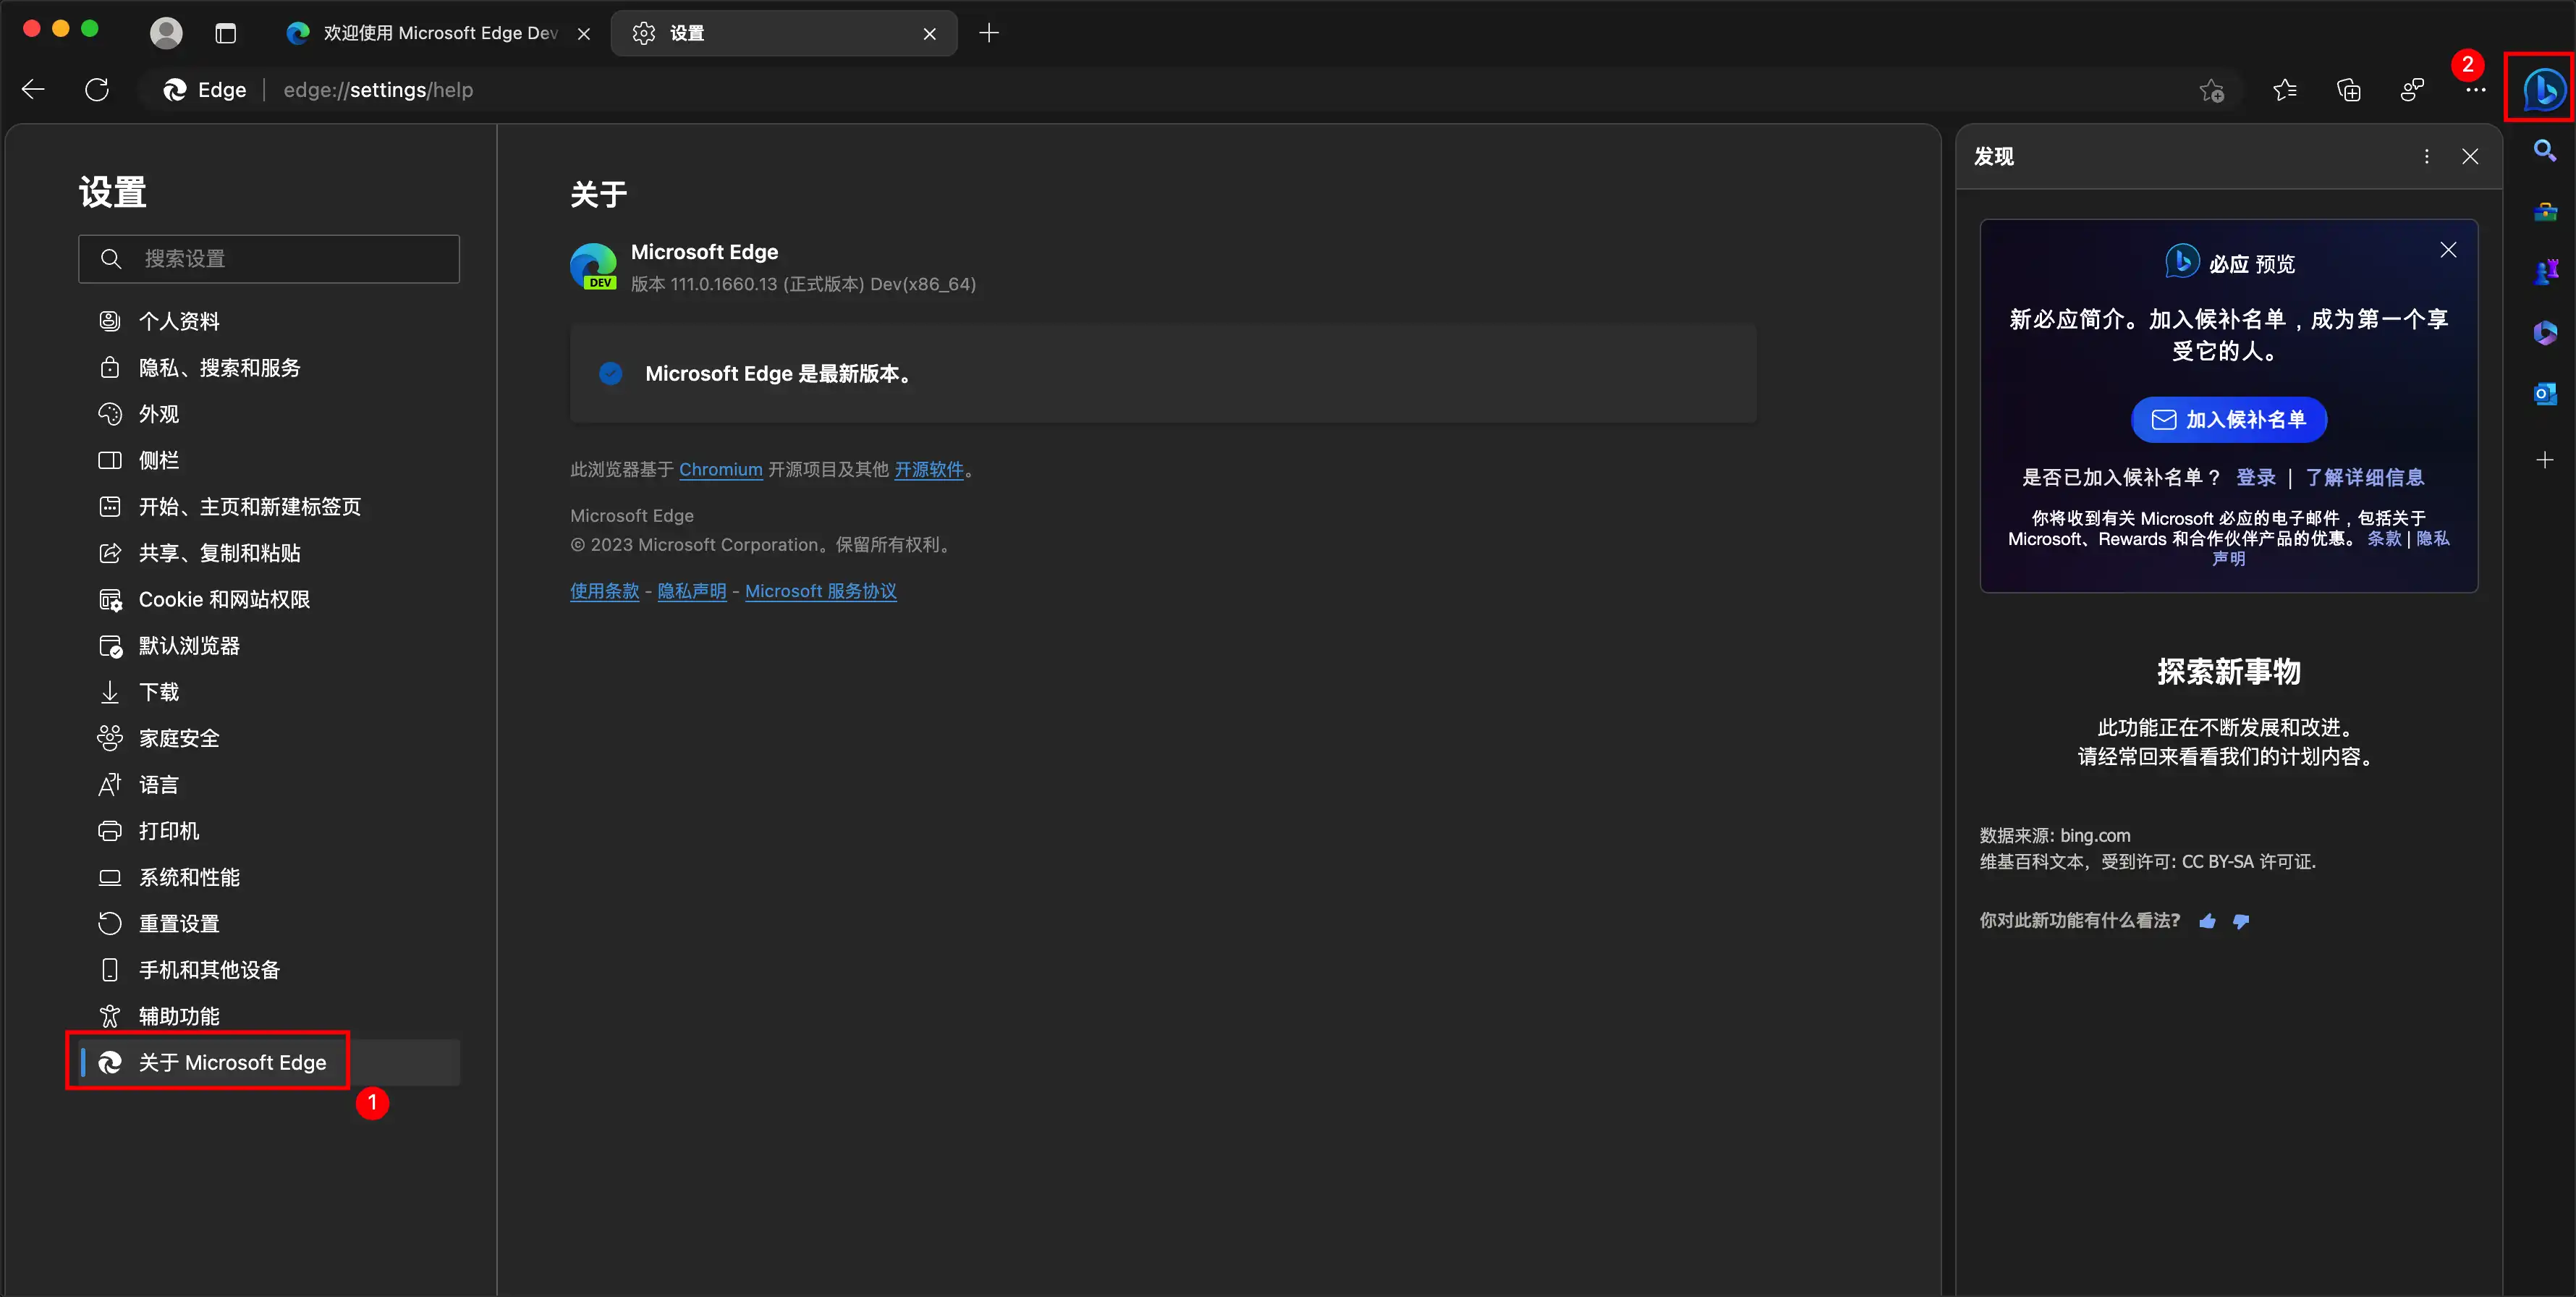 欢迎使用 Microsoft Edge Dev
设置
Edge | edge://settings/help
2
设置
搜索设置
个人资料
隐私、搜索和服务
外观
侧栏
开始、主页和新建标签页
共享、复制和粘贴
Cookie 和网站权限
默认浏览器
下载
家庭安全
语言
打印机
系统和性能
重置设置
手机和其他设备
辅助功能
关于 Microsoft Edge
1
关于
Microsoft Edge
DEV
版本 111.0.1660.13 (正式版本) Dev(x86_64)
Microsoft Edge 是最新版本。
此浏览器基于 Chromium 开源项目及其他 开源软件。
Microsoft Edge
© 2023 Microsoft Corporation。保留所有权利。
使用条款 - 隐私声明 - Microsoft 服务协议
发现
必应 预览
新必应简介。加入候补名单，成为第一个享
受它的人。
加入候补名单
是否已加入候补名单？ 登录 | 了解详细信息
你将收到有关 Microsoft 必应的电子邮件，包括关于
Microsoft、Rewards 和合作伙伴产品的优惠。 条款 | 隐私
声明
探索新事物
此功能正在不断发展和改进。
请经常回来看看我们的计划内容。
数据来源: bing.com
维基百科文本，受到许可: CC BY-SA 许可证.
你对此新功能有什么看法?